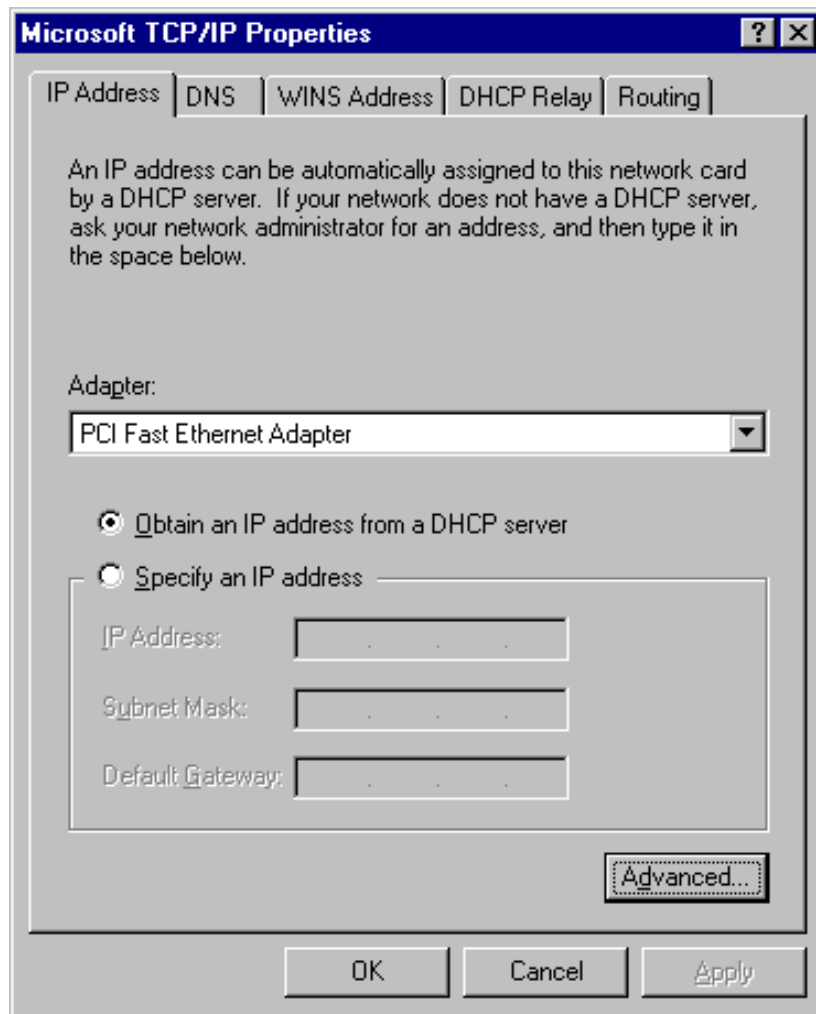 Microsoft TCP/IP Properties
IP Address DNS WINS Address DHCP Relay Routing
An IP address can be automatically assigned to this network card
by a DHCP server. If your network does not have a DHCP server,
ask your network administrator for an address, and then type it in
the space below.
Adapter:
PCI Fast Ethernet Adapter
Obtain an IP address from a DHCP server
Specify an IP address
IP Address:
Subnet Mask:
Default Gateway:
Advanced...
OK Cancel Apply